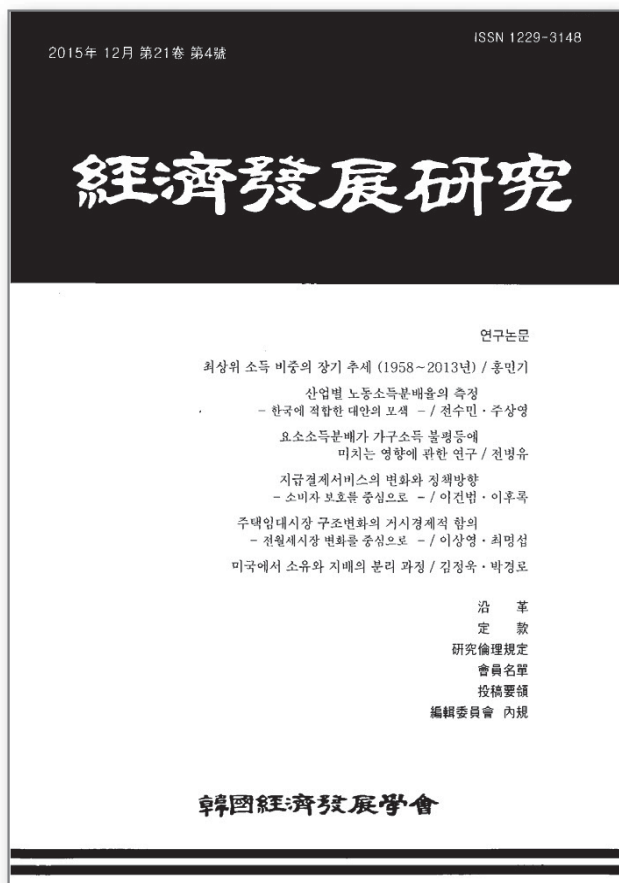 ISSN 1229-3148
2015年 12月 第21卷 第4號
經濟發展研究
연구논문
최상위 소득 비중의 장기 추세 (1958~2013년) / 홍민기
산업별 노동소득분배율의 측정
- 한국에 적합한 대안의 모색 - / 전수민·주상영
요소소득분배가 가구소득 불평등에
미치는 영향에 관한 연구 / 전병유
지급결제서비스의 변화와 정책방향
- 소비자 보호를 중심으로 - / 이건범·이후록
주택임대시장 구조변화의 거시경제적 함의
- 전월세시장 변화를 중심으로 - / 이상영·최명섭
미국에서 소유와 지배의 분리 과정 / 김정욱·박경로
沿 革
定 款
研究倫理規定
會員名單
投稿要領
編輯委員會 內規
韓國經濟發展學會